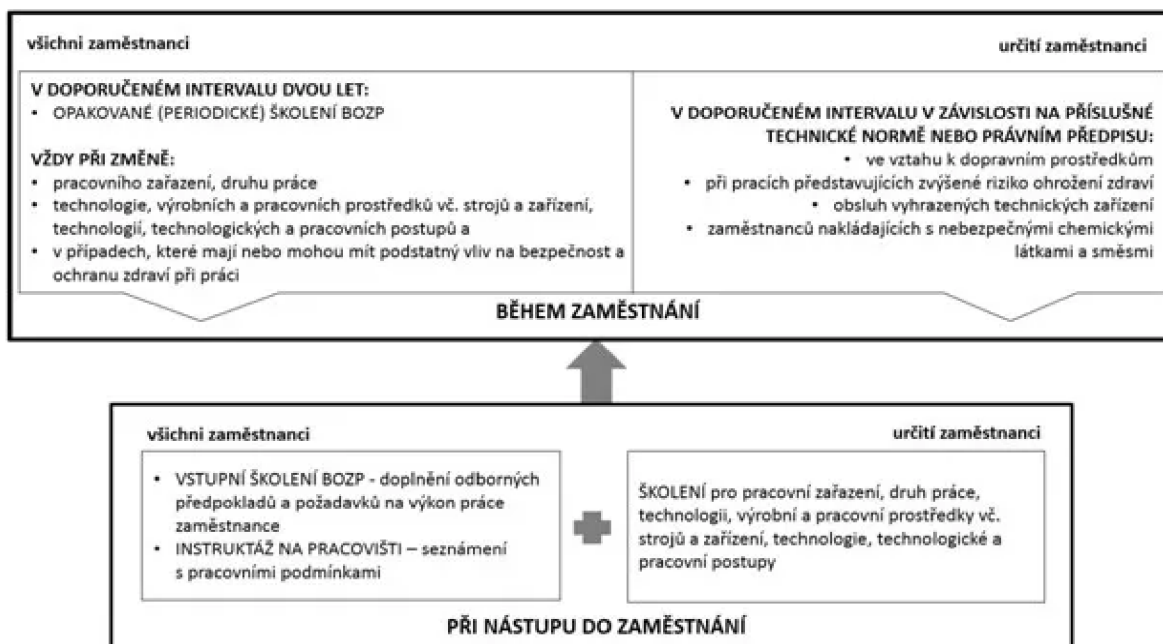 všichni zaměstnanci
určití zaměstnanci
V DOPORUČENÉM INTERVALU DVOU LET:
• OPAKOVANÉ (PERIODICKÉ) ŠKOLENÍ BOZP
VŽDY PŘI ZMĚNĚ:
• pracovního zařazení, druhu práce
• technologie, výrobních a pracovních prostředků vč. strojů a zařízení,
technologií, technologických a pracovních postupů a
• v případech, které mají nebo mohou mít podstatný vliv na bezpečnost a
ochranu zdraví při práci
V DOPORUČENÉM INTERVALU V ZÁVISLOSTI NA PŘÍSLUŠNÉ
TECHNICKÉ NORMĚ NEBO PRÁVNÍM PŘEDPISU:
• ve vztahu k dopravním prostředkům
• při pracích představujících zvýšené riziko ohrožení zdraví
• obsluh vyhrazených technických zařízení
• zaměstnanců nakládajících s nebezpečnými chemickými
látkami a směsmi
BĚHEM ZAMĚSTNÁNÍ
všichni zaměstnanci
určití zaměstnanci
• VSTUPNÍ ŠKOLENÍ BOZP - doplnění odborných
předpokladů a požadavků na výkon práce
zaměstnance
• INSTRUKTÁŽ NA PRACOVIŠTI – seznámení
s pracovními podmínkami
ŠKOLENÍ pro pracovní zařazení, druh práce,
technologii, výrobní a pracovní prostředky vč.
strojů a zařízení, technologie, technologické a
pracovní postupy
PŘI NÁSTUPU DO ZAMĚSTNÁNÍ